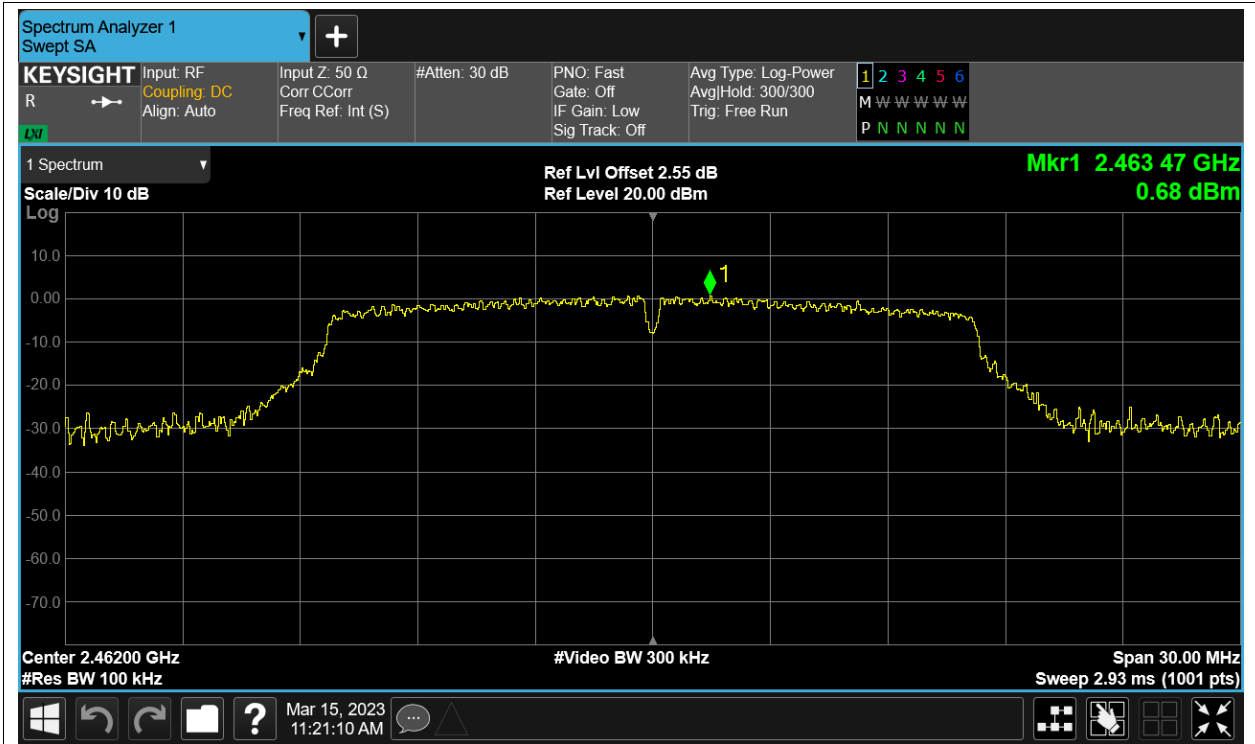 Spectrum Analyzer 1
Swept SA
KEYSIGHT
R
LXI
Input: RF
Coupling: DC
Align: Auto
Input Z: 50 Ω
Corr CCorr
Freq Ref: Int (S)
#Atten: 30 dB
PNO: Fast
Gate: Off
IF Gain: Low
Sig Track: Off
Avg Type: Log-Power
Avg|Hold: 300/300
Trig: Free Run
1 2 3 4 5 6
M W W W W W
P N N N N N
1 Spectrum
Scale/Div 10 dB
Log
Ref Lvl Offset 2.55 dB
Ref Level 20.00 dBm
Mkr1 2.463 47 GHz
0.68 dBm
10.0
0.00
-10.0
-20.0
-30.0
-40.0
-50.0
-60.0
-70.0
1
Center 2.46200 GHz
#Res BW 100 kHz
#Video BW 300 kHz
Span 30.00 MHz
Sweep 2.93 ms (1001 pts)
?
Mar 15, 2023
11:21:10 AM